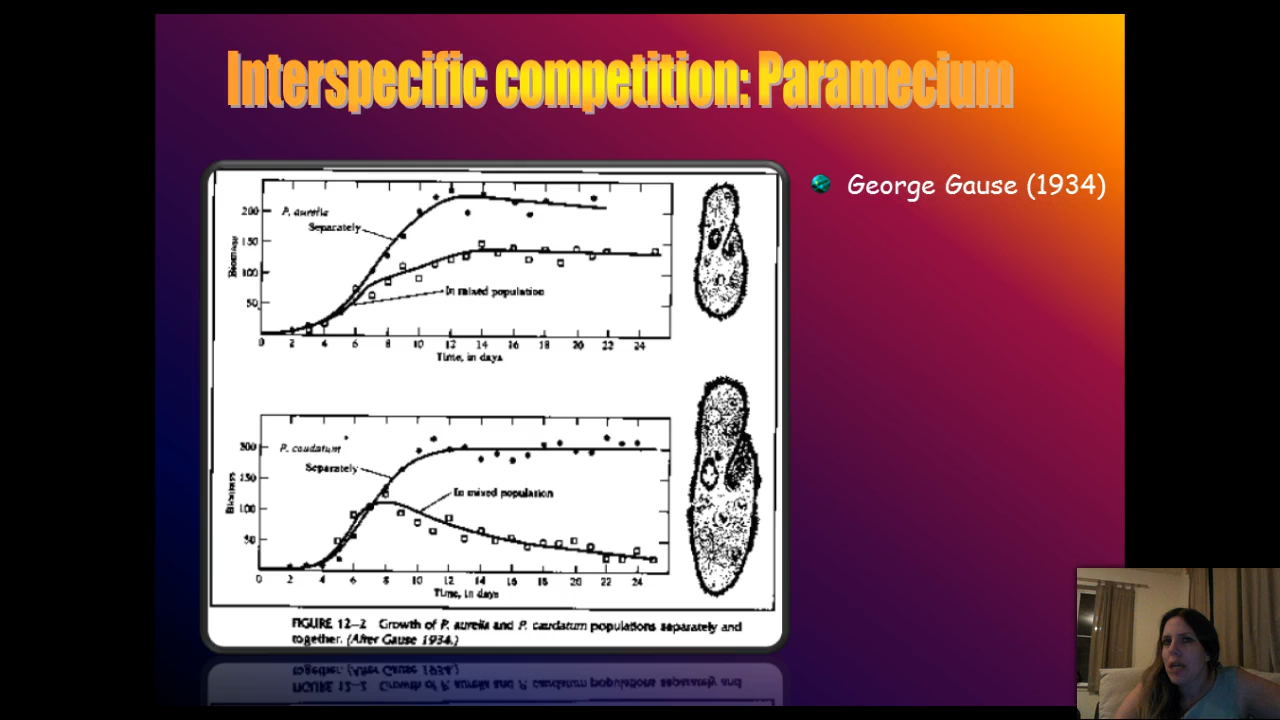 Interspecific competition: Paramecium
George Gause (1934)
200
150
100
50
Biomass
P. aurelia
Separately
In mixed population
0 2 4 6 8 10 12 14 16 18 20 22 24
Time, in days
200
150
100
50
Biomass
P. caudatum
Separately
In mixed population
0 2 4 6 8 10 12 14 16 18 20 22 24
Time, in days
FIGURE 12–2 Growth of P. aurelia and P. caudatum populations separately and
together. (After Gause 1934.)